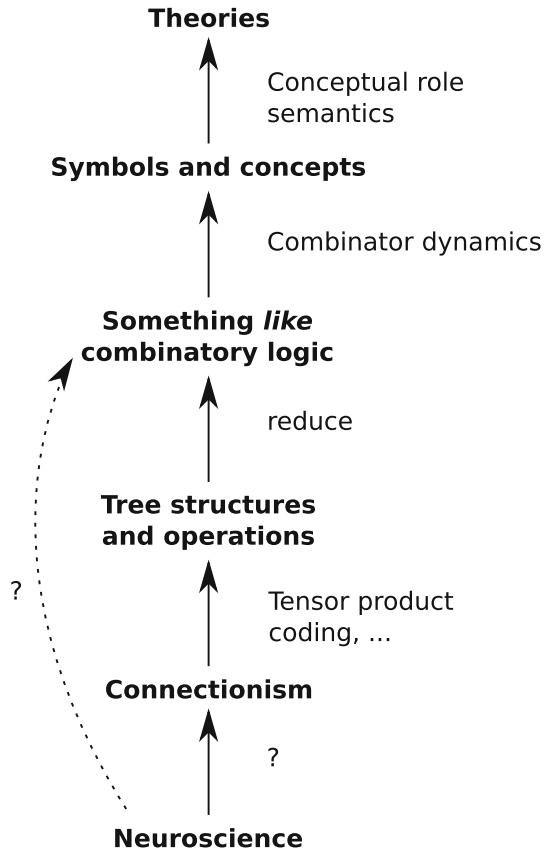 Theories
Conceptual role
semantics
Symbols and concepts
Combinator dynamics
Something like
combinatory logic
reduce
Tree structures
and operations
?
Tensor product
coding, ...
Connectionism
?
Neuroscience